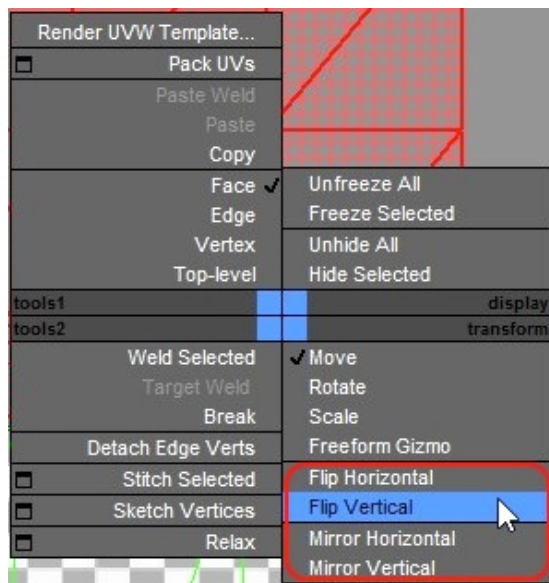 Render UVW Template...
Pack UVs
Paste Weld
Paste
Copy
Face
Edge
Vertex
Top-level
Unfreeze All
Freeze Selected
Unhide All
Hide Selected
tools1
display
tools2
transform
Weld Selected
Target Weld
Break
Detach Edge Verts
Stitch Selected
Sketch Vertices
Relax
Move
Rotate
Scale
Freeform Gizmo
Flip Horizontal
Flip Vertical
Mirror Horizontal
Mirror Vertical